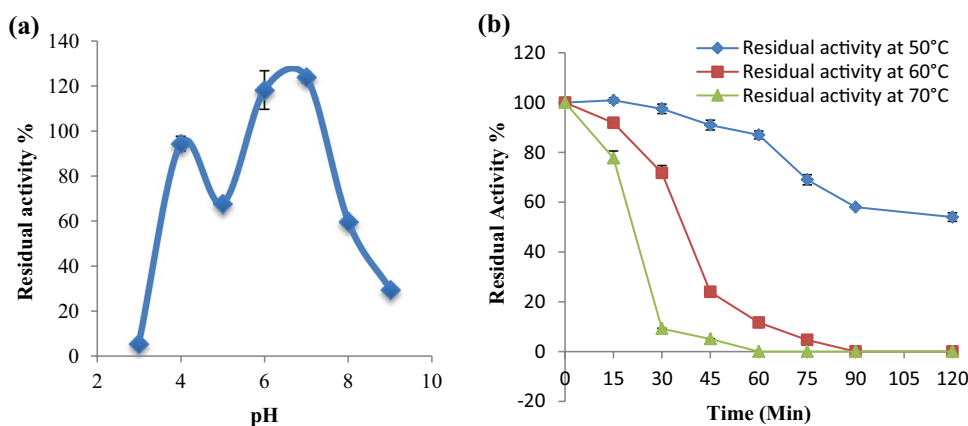 (a)
140
120
100
80
60
40
20
0
2 4 6 8 10
Residual activity %
pH
(b)
Residual activity at 50°C
Residual activity at 60°C
Residual activity at 70°C
120
100
80
60
40
20
0
0 15 30 45 60 75 90 105 120
Residual Activity %
Time (Min)